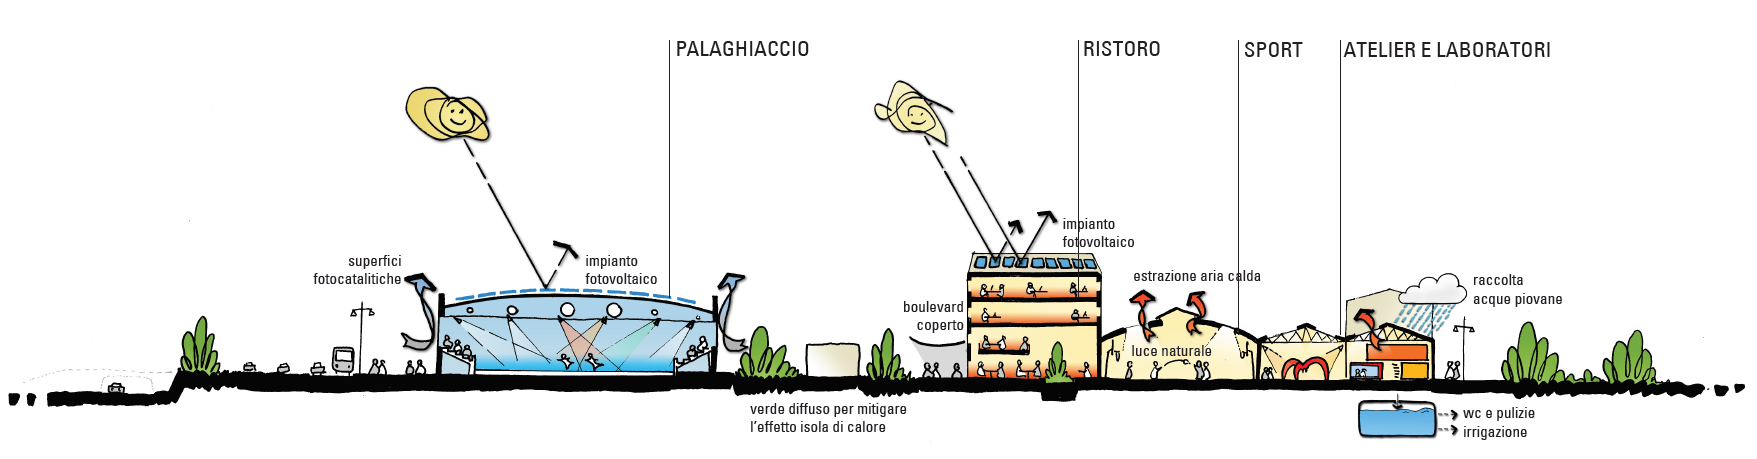 PALAGHIACCIO
RISTORO
SPORT
ATELIER E LABORATORI
superfici
fotocatalitiche
impianto
fotovoltaico
boulevard
coperto
impianto
fotovoltaico
estrazione aria calda
luce naturale
raccolta
acque piovane
verde diffuso per mitigare
l'effetto isola di calore
wc e pulizie
irrigazione